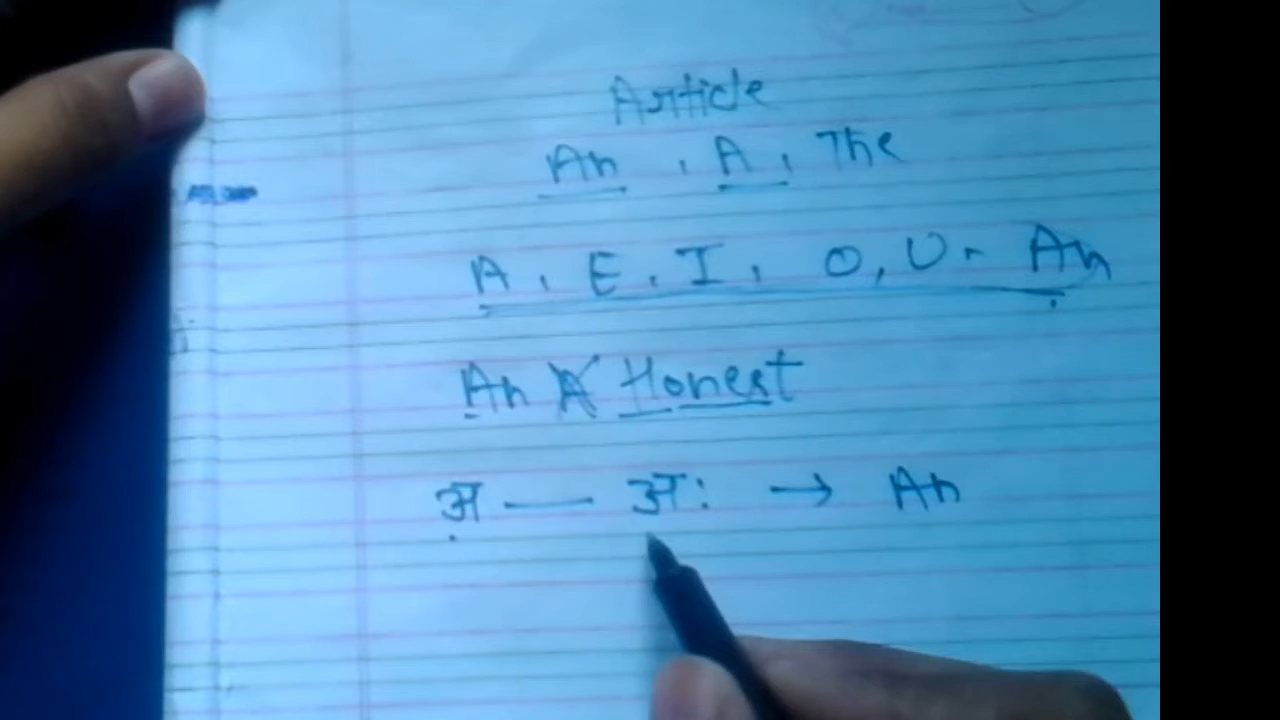 Article
An , A , The
A , E , I , O , U - An
An A Honest
अ — अः → An